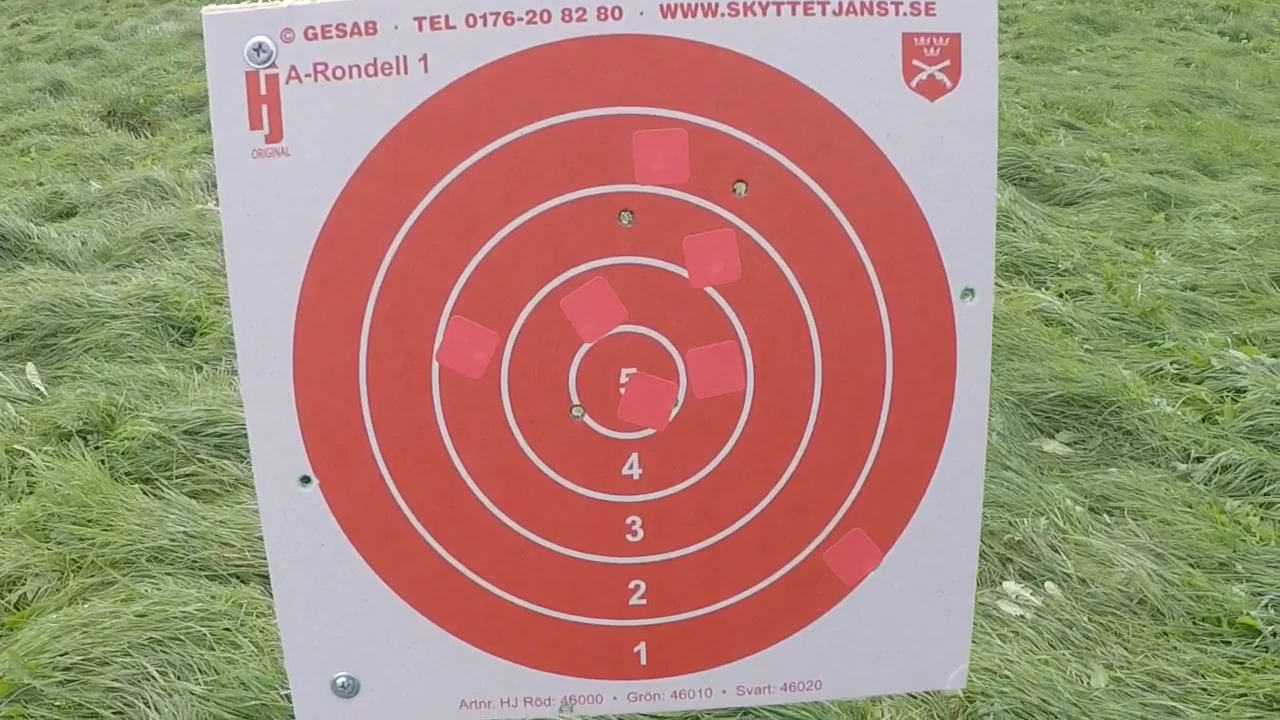 © GESAB · TEL 0176-20 82 80 · WWW.SKYTTETJANST.SE
HJ A-Rondell 1
ORIGINAL
5
4
3
2
1
Artnr. HJ Röd: 46000 · Grön: 46010 · Svart: 46020